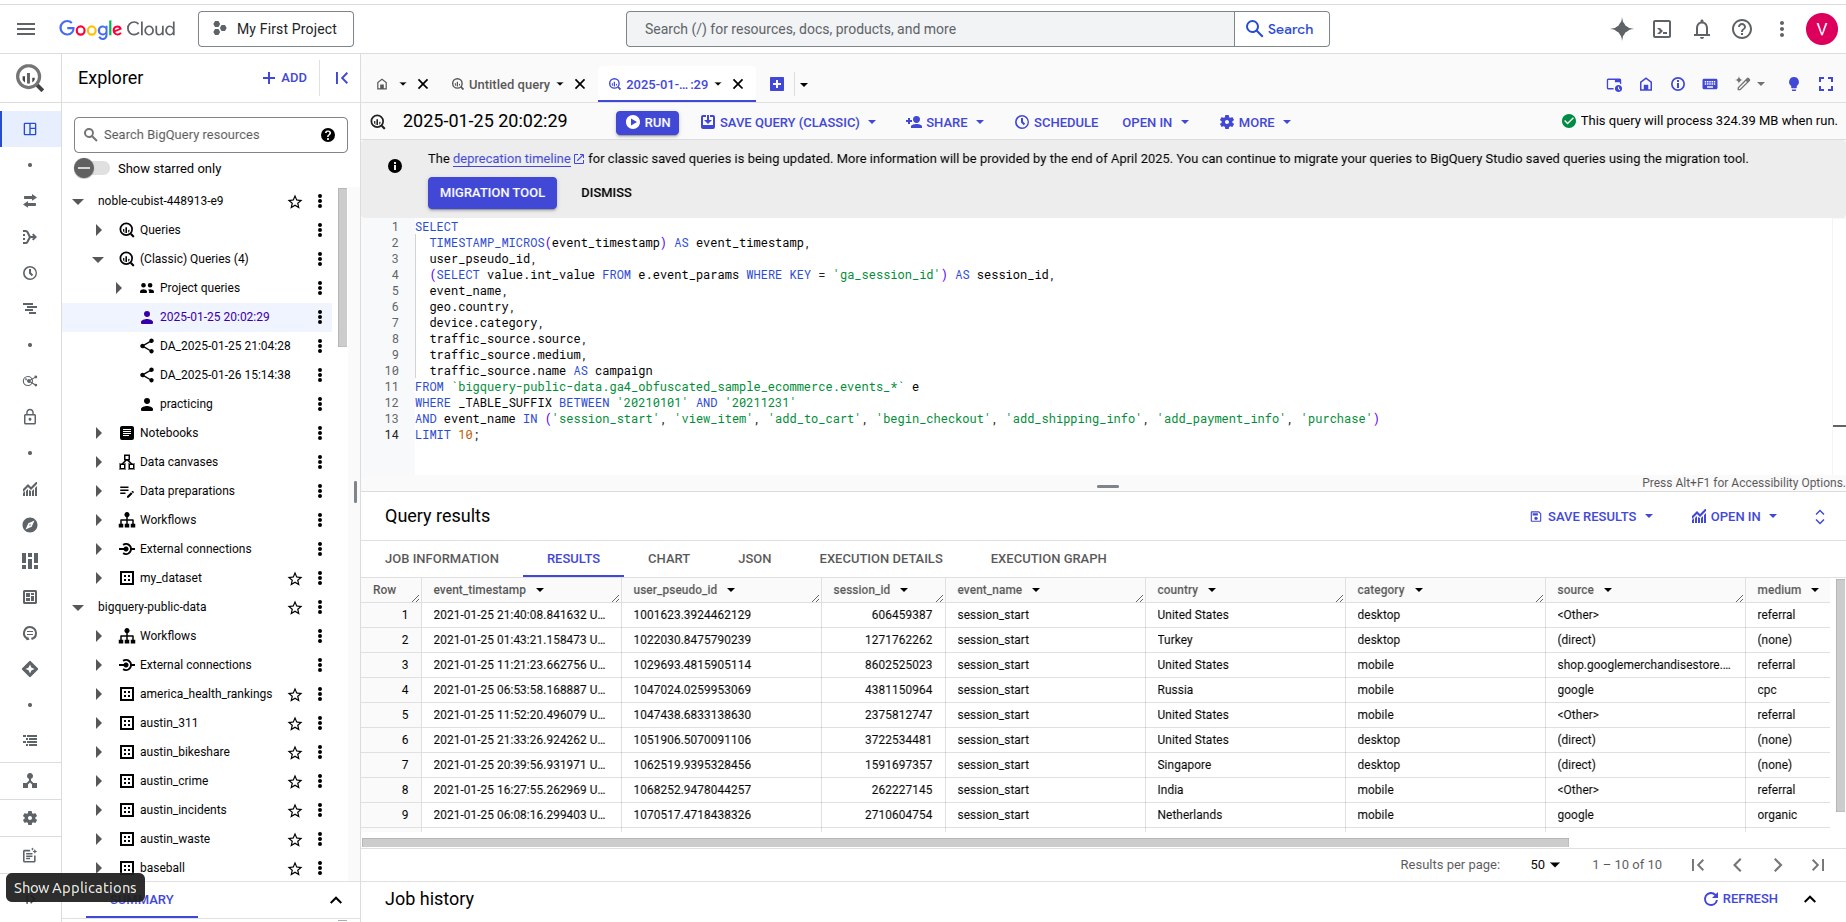 Google Cloud
My First Project
Search (/) for resources, docs, products, and more
Search
V
Explorer
ADD
Untitled query
2025-01-...:29
Search BigQuery resources
Show starred only
noble-cubist-448913-e9
Queries
(Classic) Queries (4)
Project queries
2025-01-25 20:02:29
DA_2025-01-25 21:04:28
DA_2025-01-26 15:14:38
practicing
Notebooks
Data canvases
Data preparations
Workflows
External connections
my_dataset
bigquery-public-data
Workflows
External connections
america_health_rankings
austin_311
austin_bikeshare
austin_crime
austin_incidents
austin_waste
baseball
Show Applications
2025-01-25 20:02:29
RUN
SAVE QUERY (CLASSIC)
SHARE
SCHEDULE
OPEN IN
MORE
This query will process 324.39 MB when run.
The deprecation timeline for classic saved queries is being updated. More information will be provided by the end of April 2025. You can continue to migrate your queries to BigQuery Studio saved queries using the migration tool.
MIGRATION TOOL
DISMISS
1 SELECT
2 TIMESTAMP_MICROS(event_timestamp) AS event_timestamp,
3 user_pseudo_id,
4 (SELECT value.int_value FROM e.event_params WHERE KEY = 'ga_session_id') AS session_id,
5 event_name,
6 geo.country,
7 device.category,
8 traffic_source.source,
9 traffic_source.medium,
10 traffic_source.name AS campaign
11 FROM `bigquery-public-data.ga4_obfuscated_sample_ecommerce.events_*` e
12 WHERE _TABLE_SUFFIX BETWEEN '20210101' AND '20211231'
13 AND event_name IN ('session_start', 'view_item', 'add_to_cart', 'begin_checkout', 'add_shipping_info', 'add_payment_info', 'purchase')
14 LIMIT 10;
Press Alt+F1 for Accessibility Options.
Query results
SAVE RESULTS
OPEN IN
JOB INFORMATION
RESULTS
CHART
JSON
EXECUTION DETAILS
EXECUTION GRAPH
Row event_timestamp user_pseudo_id session_id event_name country category source medium
1 2021-01-25 21:40:08.841632 U... 1001623.3924462129 606459387 session_start United States desktop <Other> referral
2 2021-01-25 01:43:21.158473 U... 1022030.8475790239 1271762262 session_start Turkey desktop (direct) (none)
3 2021-01-25 11:21:23.662756 U... 1029693.4815905114 8602525023 session_start United States mobile shop.googlemerchandisestore.... referral
4 2021-01-25 06:53:58.168887 U... 1047024.0259953069 4381150964 session_start Russia mobile google cpc
5 2021-01-25 11:52:20.496079 U... 1047438.6833138630 2375812747 session_start United States mobile <Other> referral
6 2021-01-25 21:33:26.924262 U... 1051906.5070091106 3722534481 session_start United States desktop (direct) (none)
7 2021-01-25 20:39:56.931971 U... 1062519.9395328456 1591697357 session_start Singapore desktop (direct) (none)
8 2021-01-25 16:27:55.262969 U... 1068252.9478044257 262227145 session_start India mobile <Other> referral
9 2021-01-25 06:08:16.299403 U... 1070517.4718438326 2710604754 session_start Netherlands mobile google organic
Results per page: 50 1 – 10 of 10
Job history
REFRESH